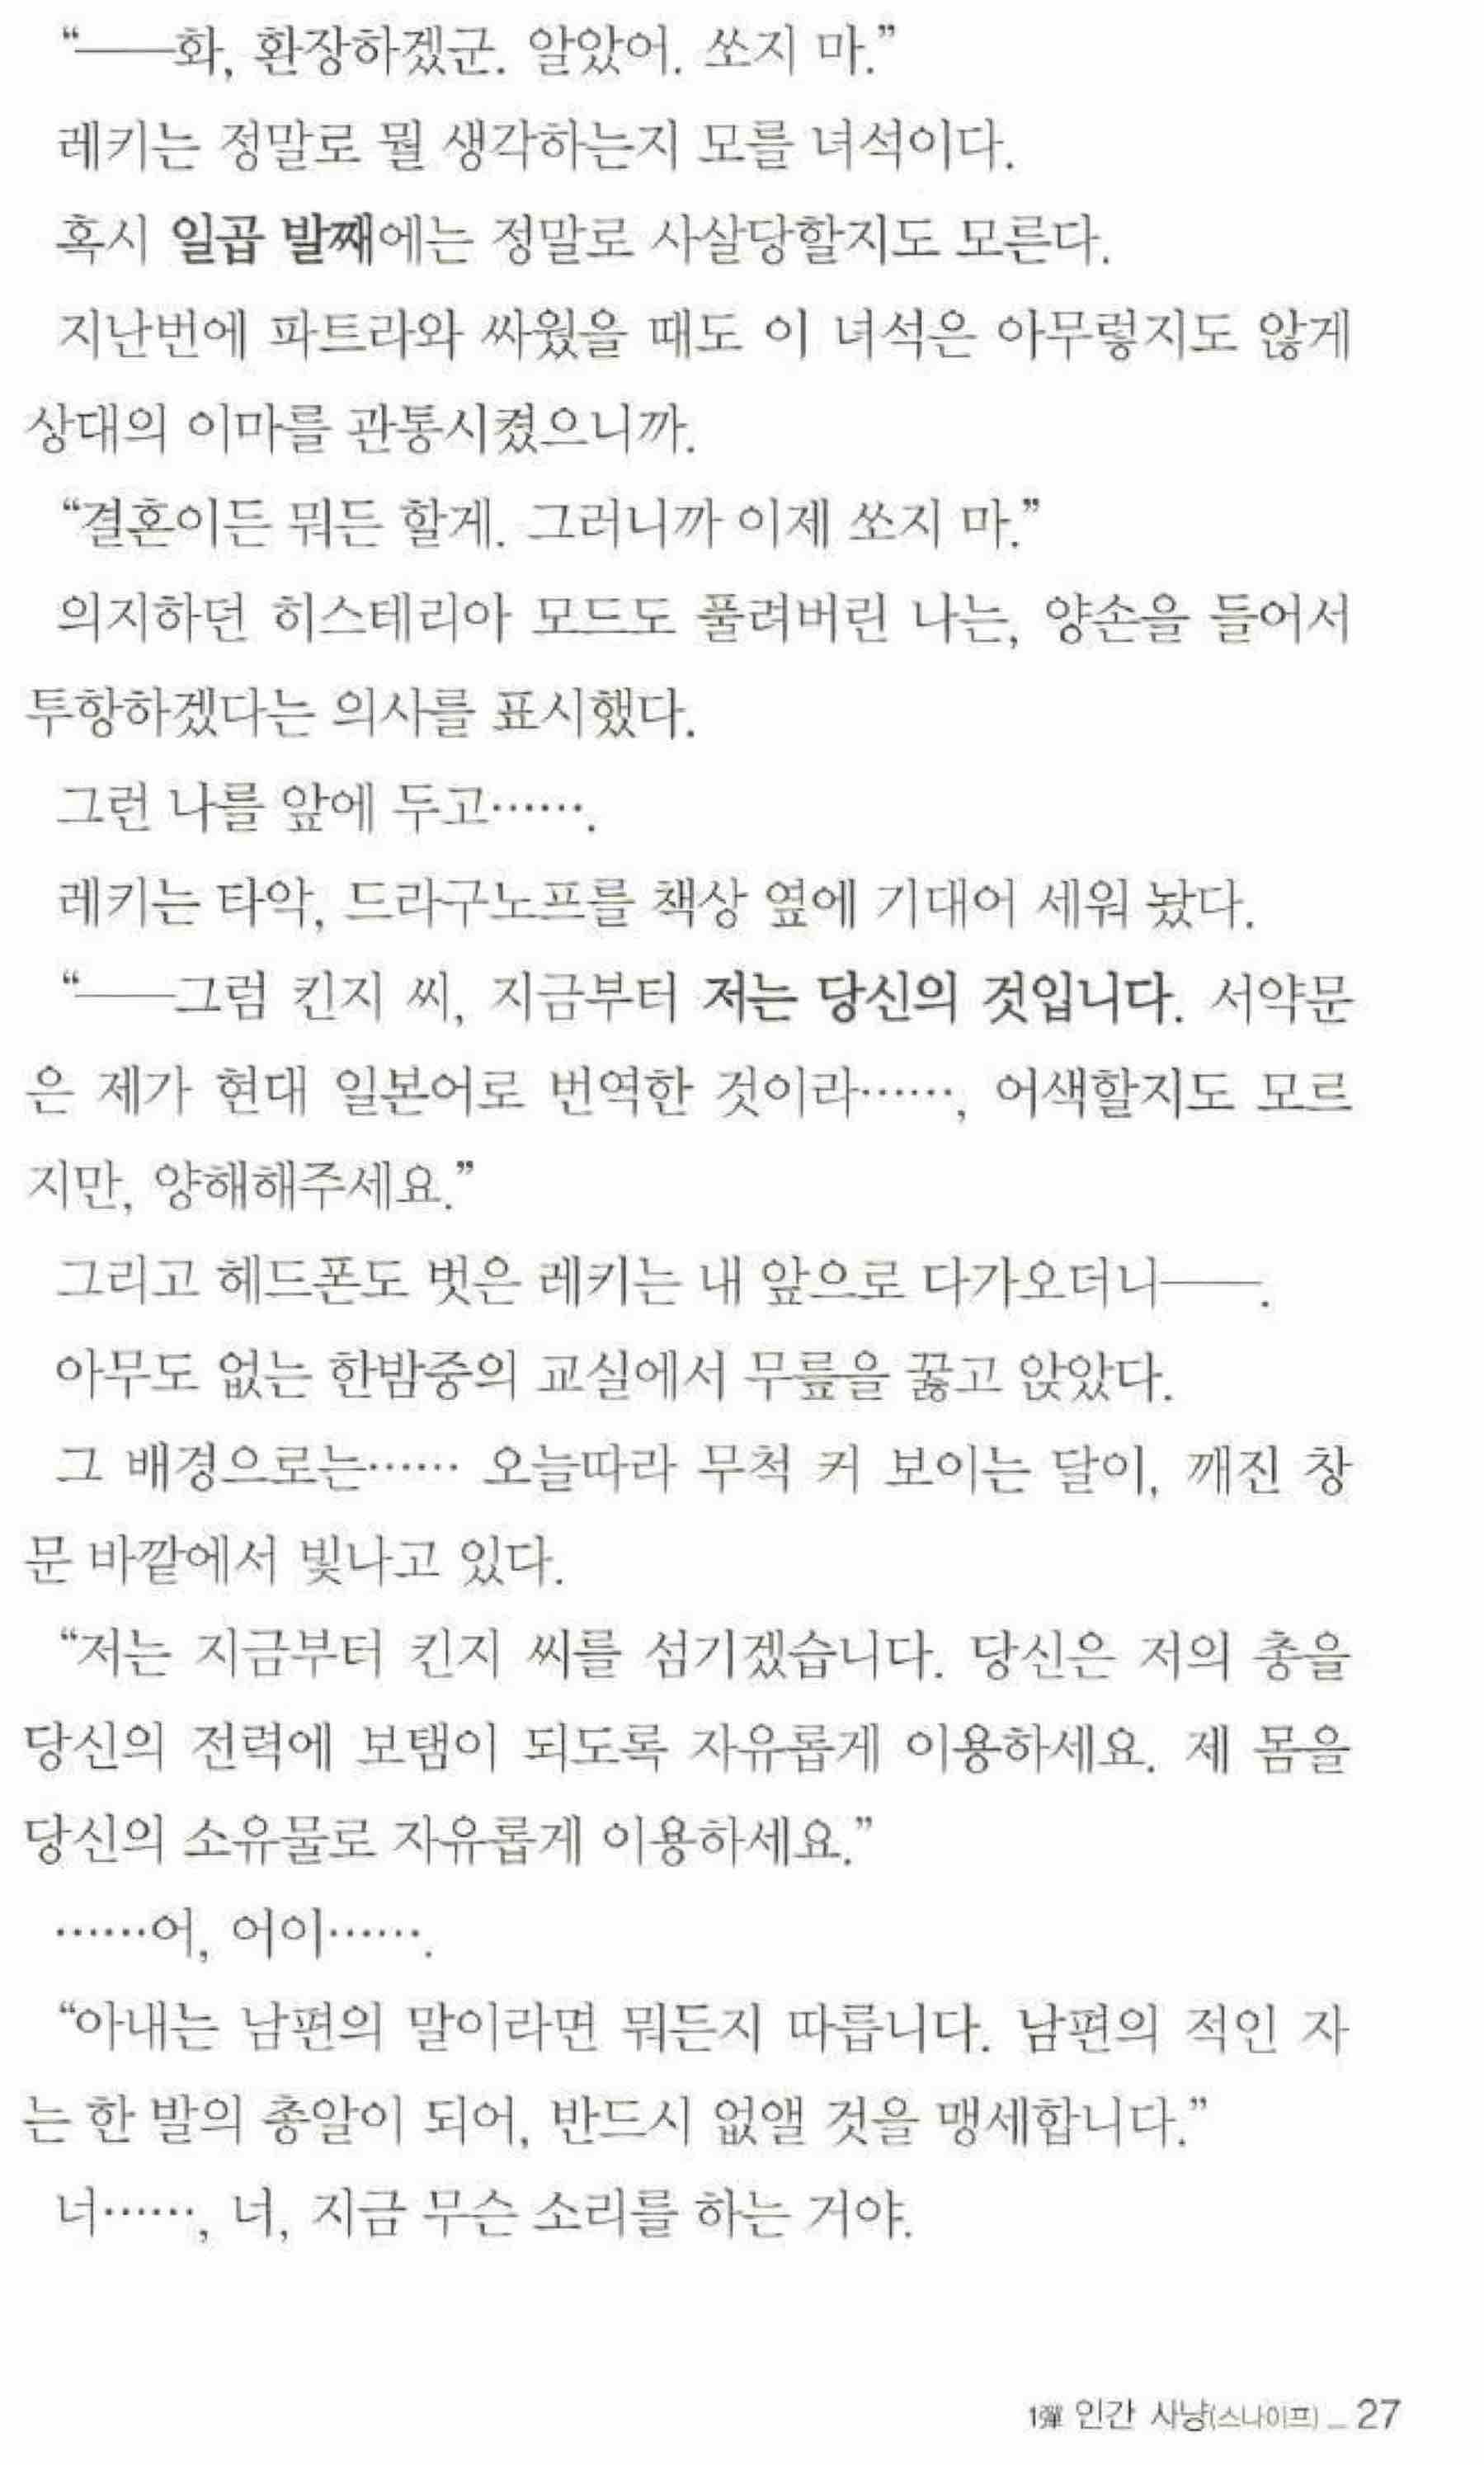 “――화, 환장하겠군. 알았어. 쏘지 마.”
레키는 정말로 뭘 생각하는지 모를 녀석이다.
혹시 일곱 발째에는 정말로 사살당할지도 모른다.
지난번에 파트라와 싸웠을 때도 이 녀석은 아무렇지도 않게
상대의 이마를 관통시켰으니까.
“결혼이든 뭐든 할게. 그러니까 이제 쏘지 마.”
의지하던 히스테리아 모드도 풀려버린 나는, 양손을 들어서
투항하겠다는 의사를 표시했다.
그런 나를 앞에 두고…….
레키는 타악, 드라구노프를 책상 옆에 기대어 세워 놨다.
“――그럼 킨지 씨, 지금부터 저는 당신의 것입니다. 서약문
은 제가 현대 일본어로 번역한 것이라……, 어색할지도 모르
지만, 양해해주세요.”
그리고 헤드폰도 벗은 레키는 내 앞으로 다가오더니――.
아무도 없는 한밤중의 교실에서 무릎을 꿇고 앉았다.
그 배경으로는…… 오늘따라 무척 커 보이는 달이, 깨진 창
문 바깥에서 빛나고 있다.
“저는 지금부터 킨지 씨를 섬기겠습니다. 당신은 저의 총을
당신의 전력에 보탬이 되도록 자유롭게 이용하세요. 제 몸을
당신의 소유물로 자유롭게 이용하세요.”
……어, 어이…….
“아내는 남편의 말이라면 뭐든지 따릅니다. 남편의 적인 자
는 한 발의 총알이 되어, 반드시 없앨 것을 맹세합니다.”
너……, 너, 지금 무슨 소리를 하는 거야.
1彈 인간 사냥(스나이프) _ 27